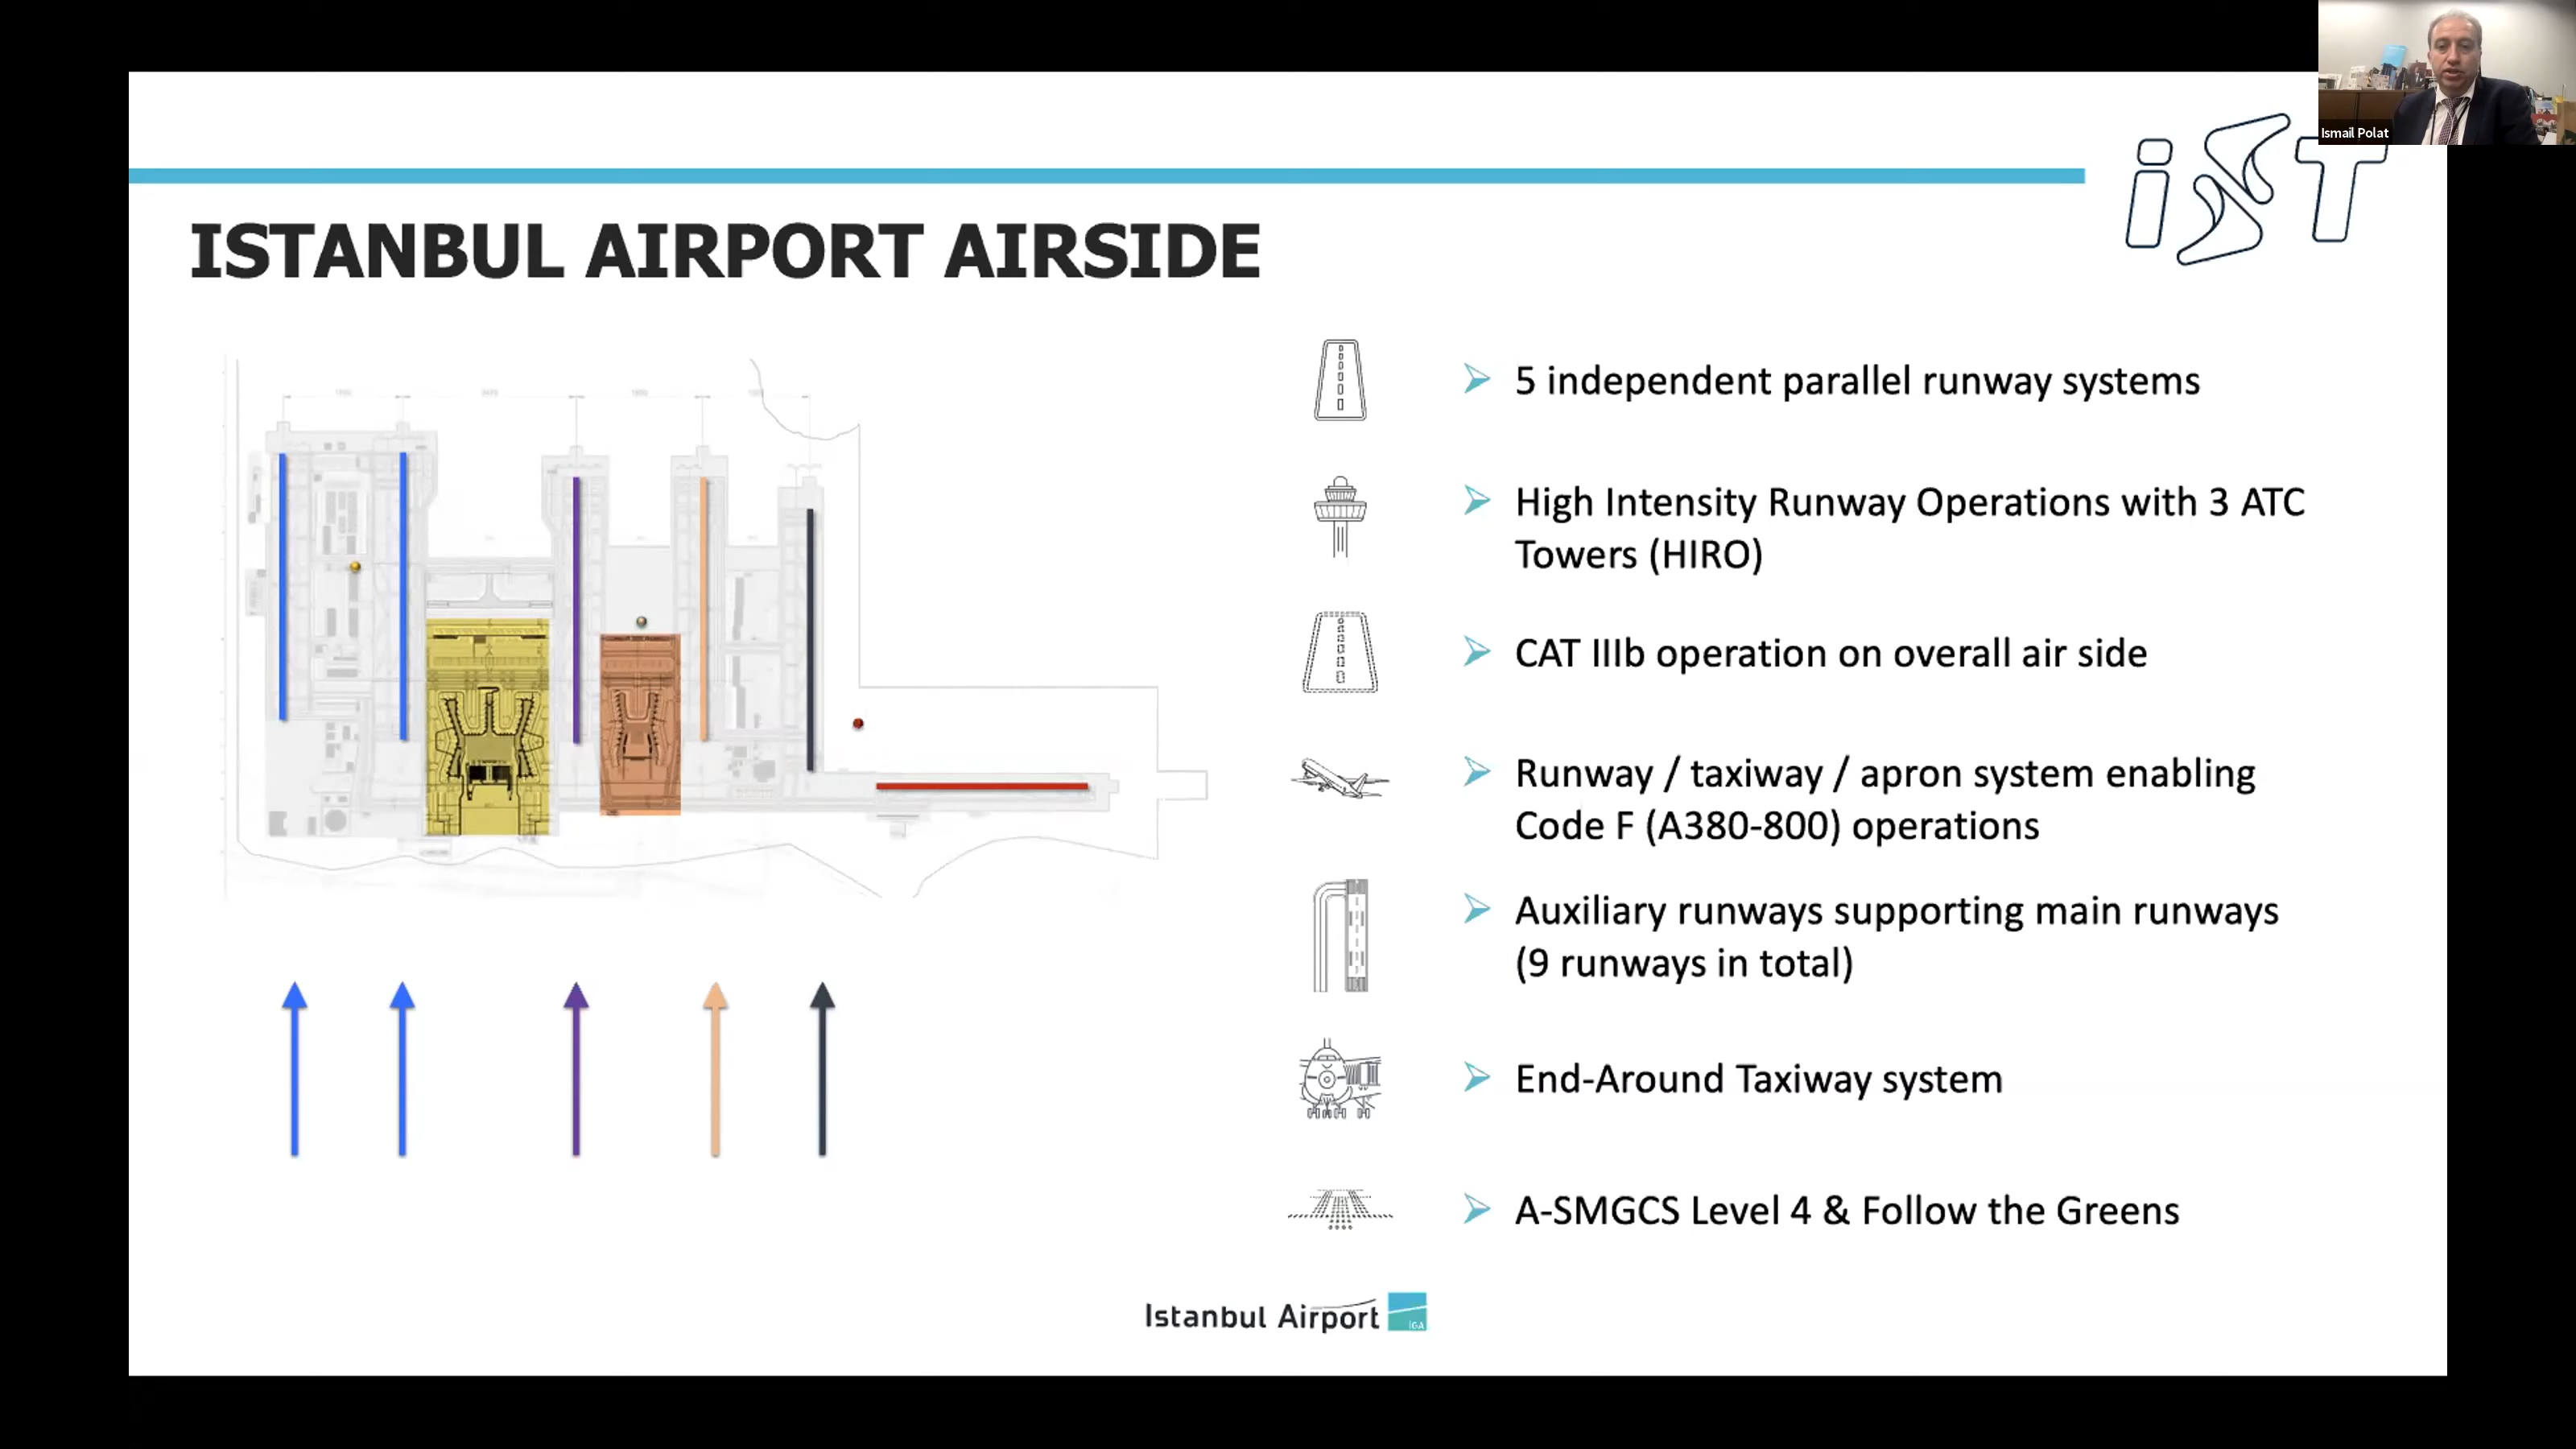 Ismail Polat
iST
ISTANBUL AIRPORT AIRSIDE
5 independent parallel runway systems
High Intensity Runway Operations with 3 ATC
Towers (HIRO)
CAT IIIb operation on overall air side
Runway / taxiway / apron system enabling
Code F (A380-800) operations
Auxiliary runways supporting main runways
(9 runways in total)
End-Around Taxiway system
A-SMGCS Level 4 & Follow the Greens
Istanbul Airport
iGA